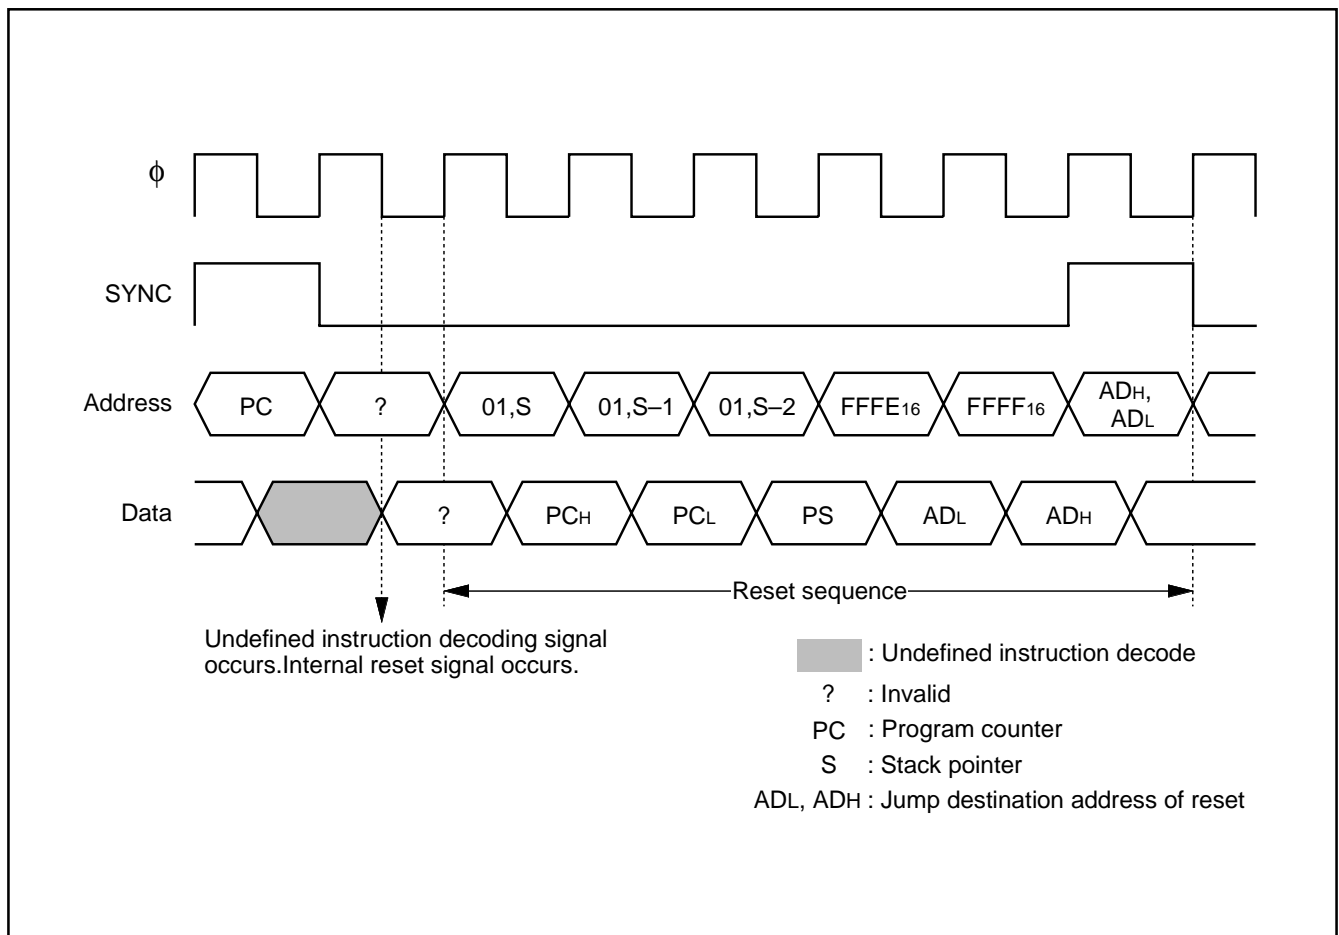 ϕ
SYNC
Address PC ? 01,S 01,S–1 01,S–2 FFFE16 FFFF16 ADH, ADL
Data ? PCH PCL PS ADL ADH
Reset sequence
Undefined instruction decoding signal
occurs.Internal reset signal occurs.
: Undefined instruction decode
? : Invalid
PC : Program counter
S : Stack pointer
ADL, ADH : Jump destination address of reset